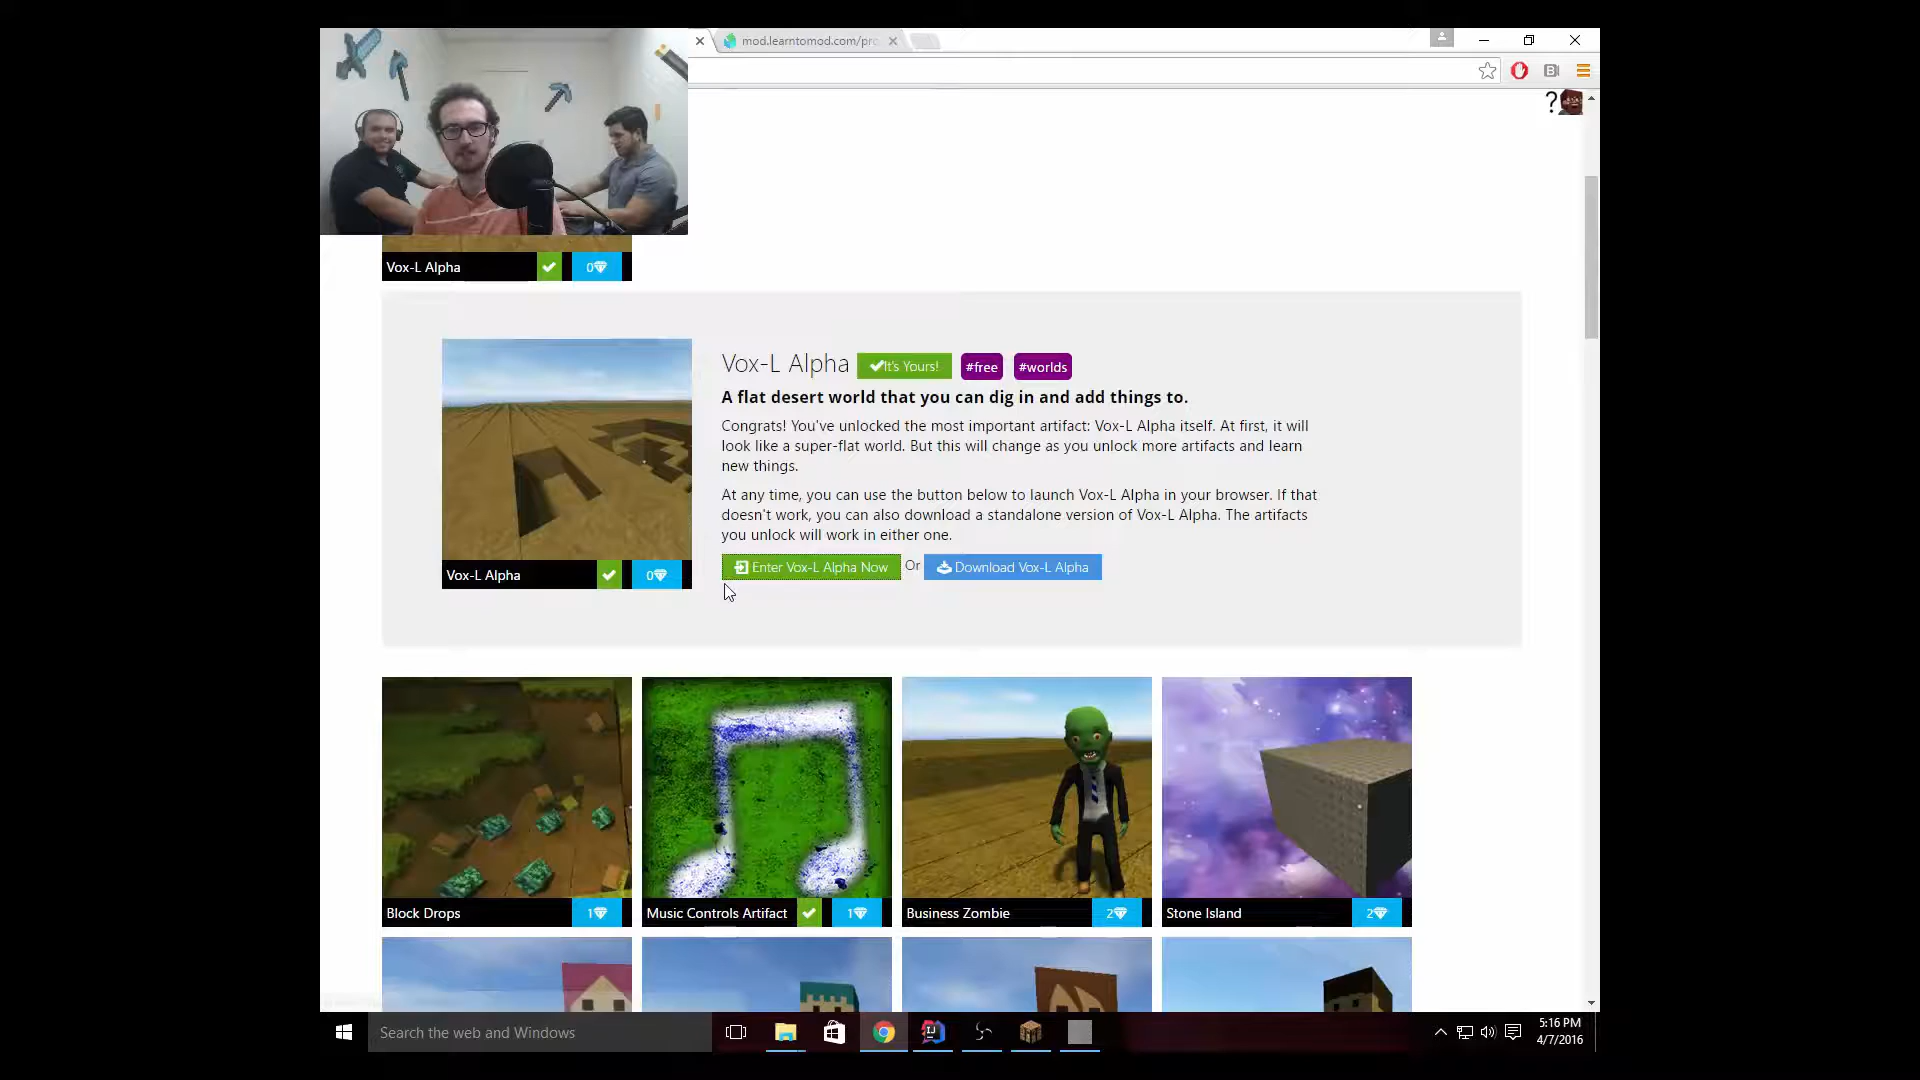 mod.learntomod.com/pro
?
Vox-L Alpha
0
Vox-L Alpha
It's Yours!
#free
#worlds
A flat desert world that you can dig in and add things to.
Congrats! You've unlocked the most important artifact: Vox-L Alpha itself. At first, it will
look like a super-flat world. But this will change as you unlock more artifacts and learn
new things.
At any time, you can use the button below to launch Vox-L Alpha in your browser. If that
doesn't work, you can also download a standalone version of Vox-L Alpha. The artifacts
you unlock will work in either one.
Enter Vox-L Alpha Now Or Download Vox-L Alpha
Vox-L Alpha
0
Block Drops
1
Music Controls Artifact
1
Business Zombie
2
Stone Island
2
Search the web and Windows
5:16 PM
4/7/2016